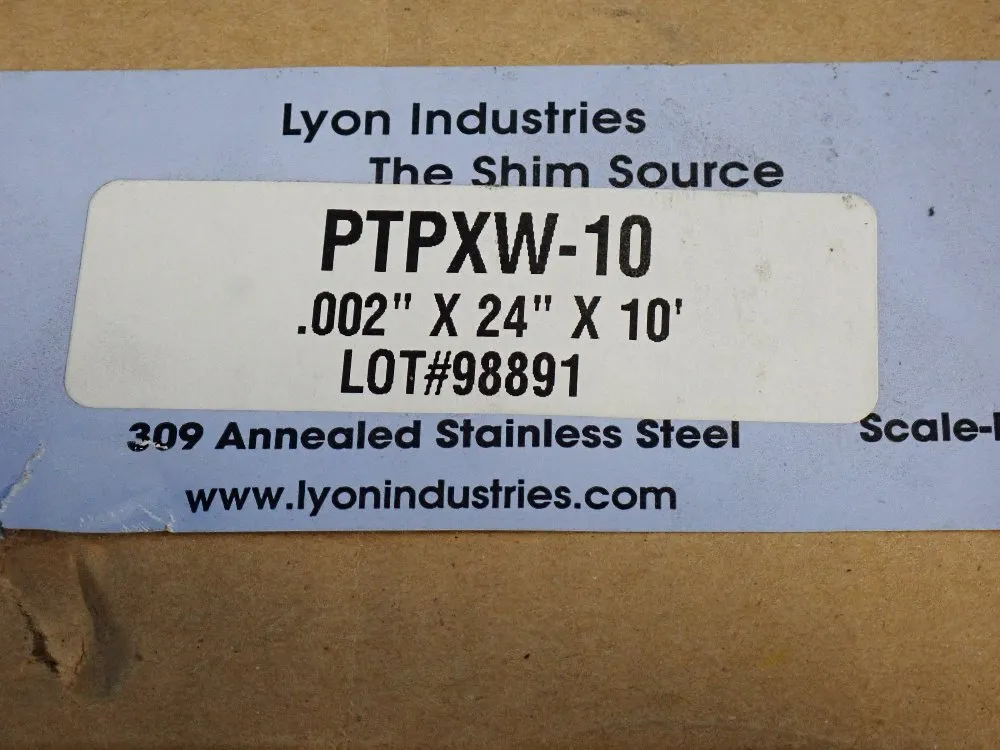 Lyon Industries
The Shim Source
PTPXW-10
.002" X 24" X 10'
LOT#98891
309 Annealed Stainless Steel
Scale-
www.lyonindustries.com